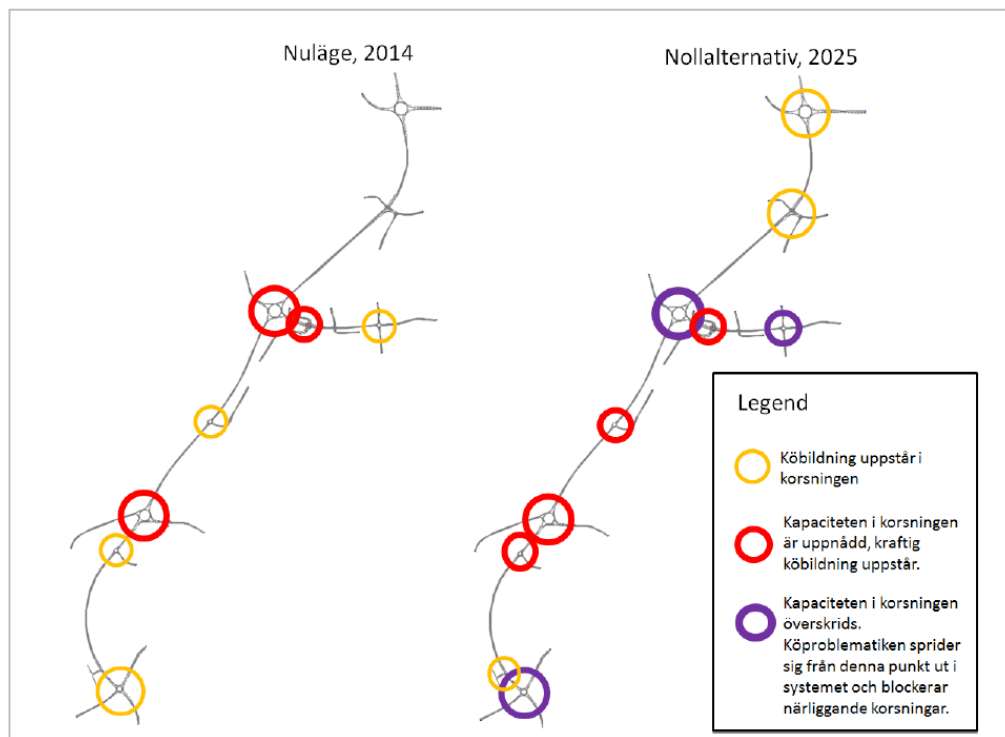 Nuläge, 2014
Nollalternativ, 2025
Legend
Köbildning uppstår i
korsningen
Kapaciteten i korsningen
är uppnådd, kraftig
köbildning uppstår.
Kapaciteten i korsningen
överskrids.
Köproblematiken sprider
sig från denna punkt ut i
systemet och blockerar
närliggande korsningar.